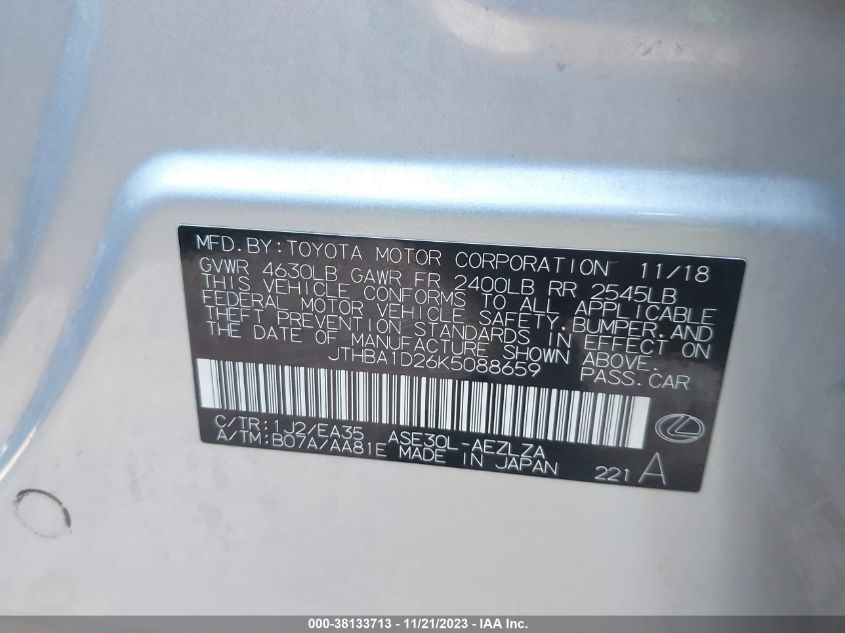 MFD.BY:TOYOTA MOTOR CORPORATION 11/18
GVWR 4630LB GAWR FR 2400LB RR 2545LB
THIS VEHICLE CONFORMS TO ALL APPLICABLE
FEDERAL MOTOR VEHICLE SAFETY,BUMPER,AND
THEFT PREVENTION STANDARDS IN EFFECT ON
THE DATE OF MANUFACTURE SHOWN ABOVE.
JTHBA1D26K5088659 PASS.CAR
C/TR:1J2/EA35 ASE30L-AEZLZA
A/TM:B07A/AA81E MADE IN JAPAN
221 A
000-38133713 - 11/21/2023 - IAA Inc.